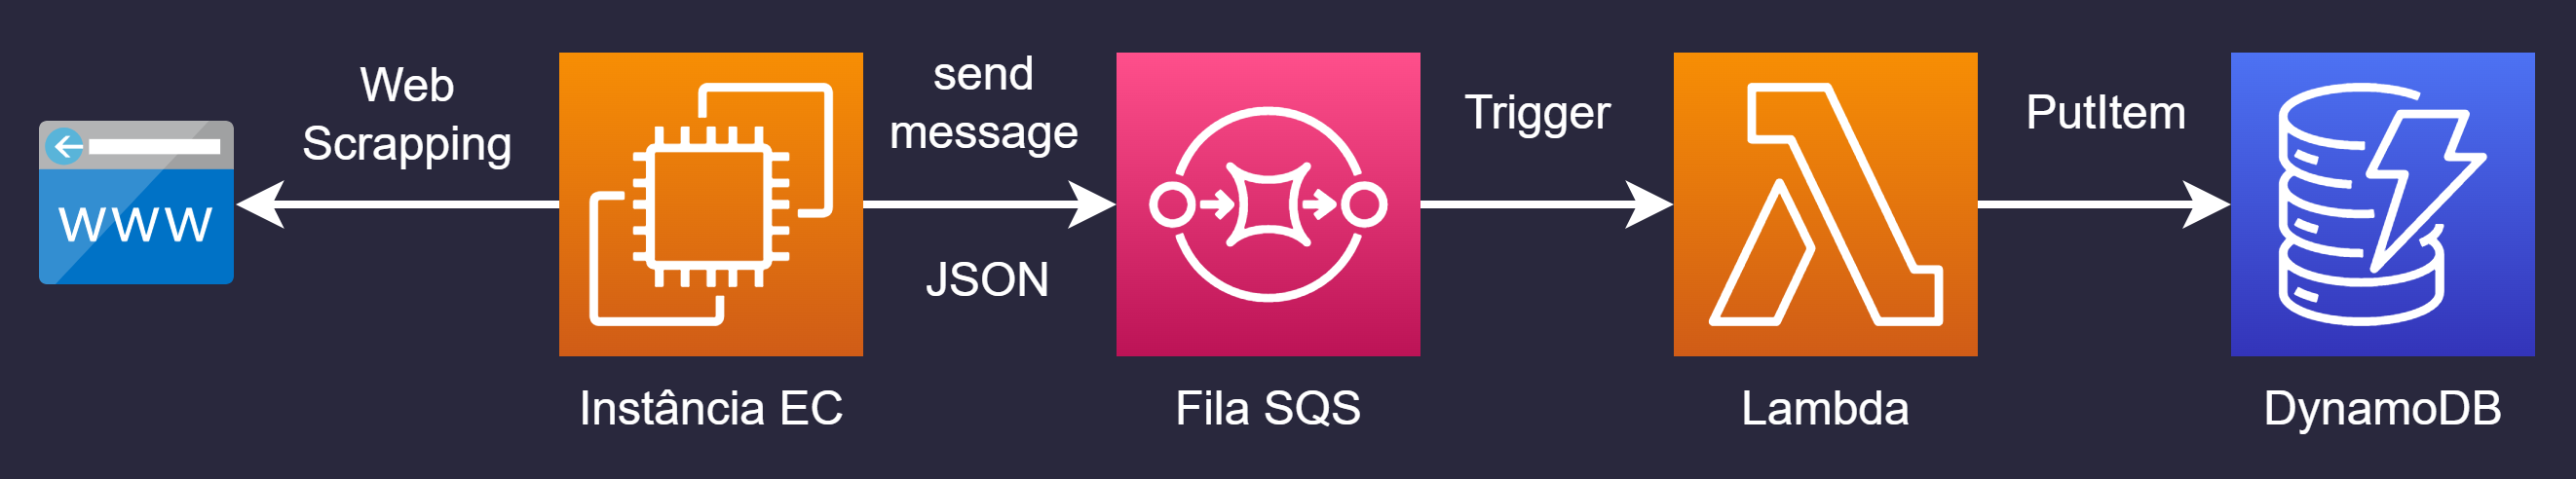 Web
Scrapping
www
send
message
JSON
Trigger
PutItem
Instância EC
Fila SQS
Lambda
DynamoDB